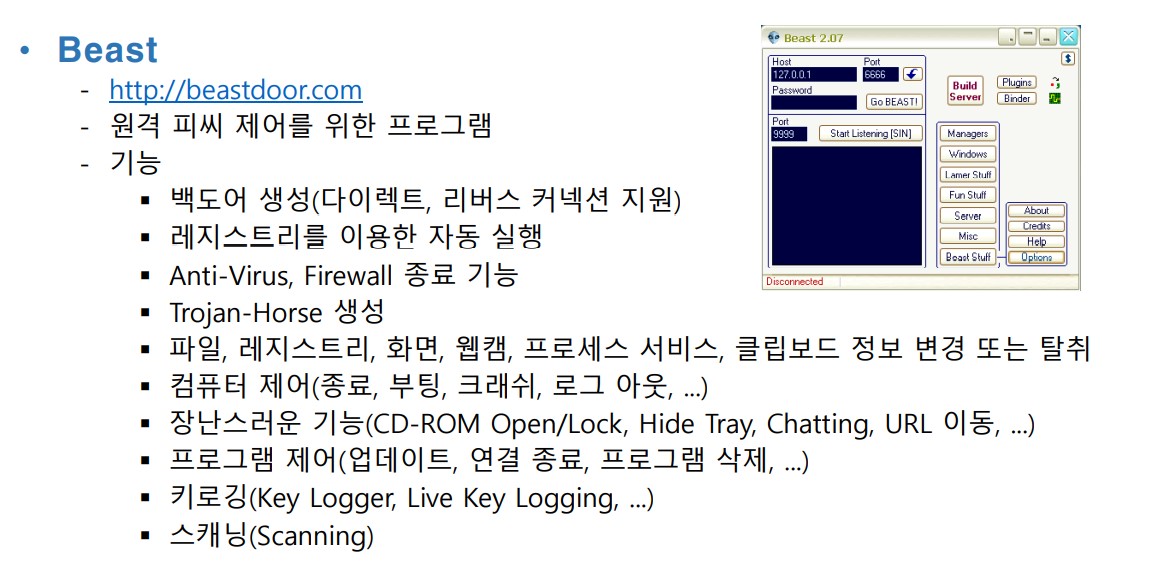 • Beast
- http://beastdoor.com
- 원격 피씨 제어를 위한 프로그램
- 기능
▪ 백도어 생성(다이렉트, 리버스 커넥션 지원)
▪ 레지스트리를 이용한 자동 실행
▪ Anti-Virus, Firewall 종료 기능
▪ Trojan-Horse 생성
▪ 파일, 레지스트리, 화면, 웹캠, 프로세스 서비스, 클립보드 정보 변경 또는 탈취
▪ 컴퓨터 제어(종료, 부팅, 크래쉬, 로그 아웃, ...)
▪ 장난스러운 기능(CD-ROM Open/Lock, Hide Tray, Chatting, URL 이동, ...)
▪ 프로그램 제어(업데이트, 연결 종료, 프로그램 삭제, ...)
▪ 키로깅(Key Logger, Live Key Logging, ...)
▪ 스캐닝(Scanning)
Beast 2.07
$
Host Port
127.0.0.1 6666
Password
Go BEAST!
Port
9999 Start Listening [SIN]
Build
Server
Plugins
Binder
Managers
Windows
Lamer Stuff
Fun Stuff
Server
Misc
Beast Stuff
About
Credits
Help
Options
Disconnected